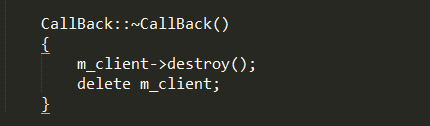 CallBack::~CallBack()
{
    m_client->destroy();
    delete m_client;
}